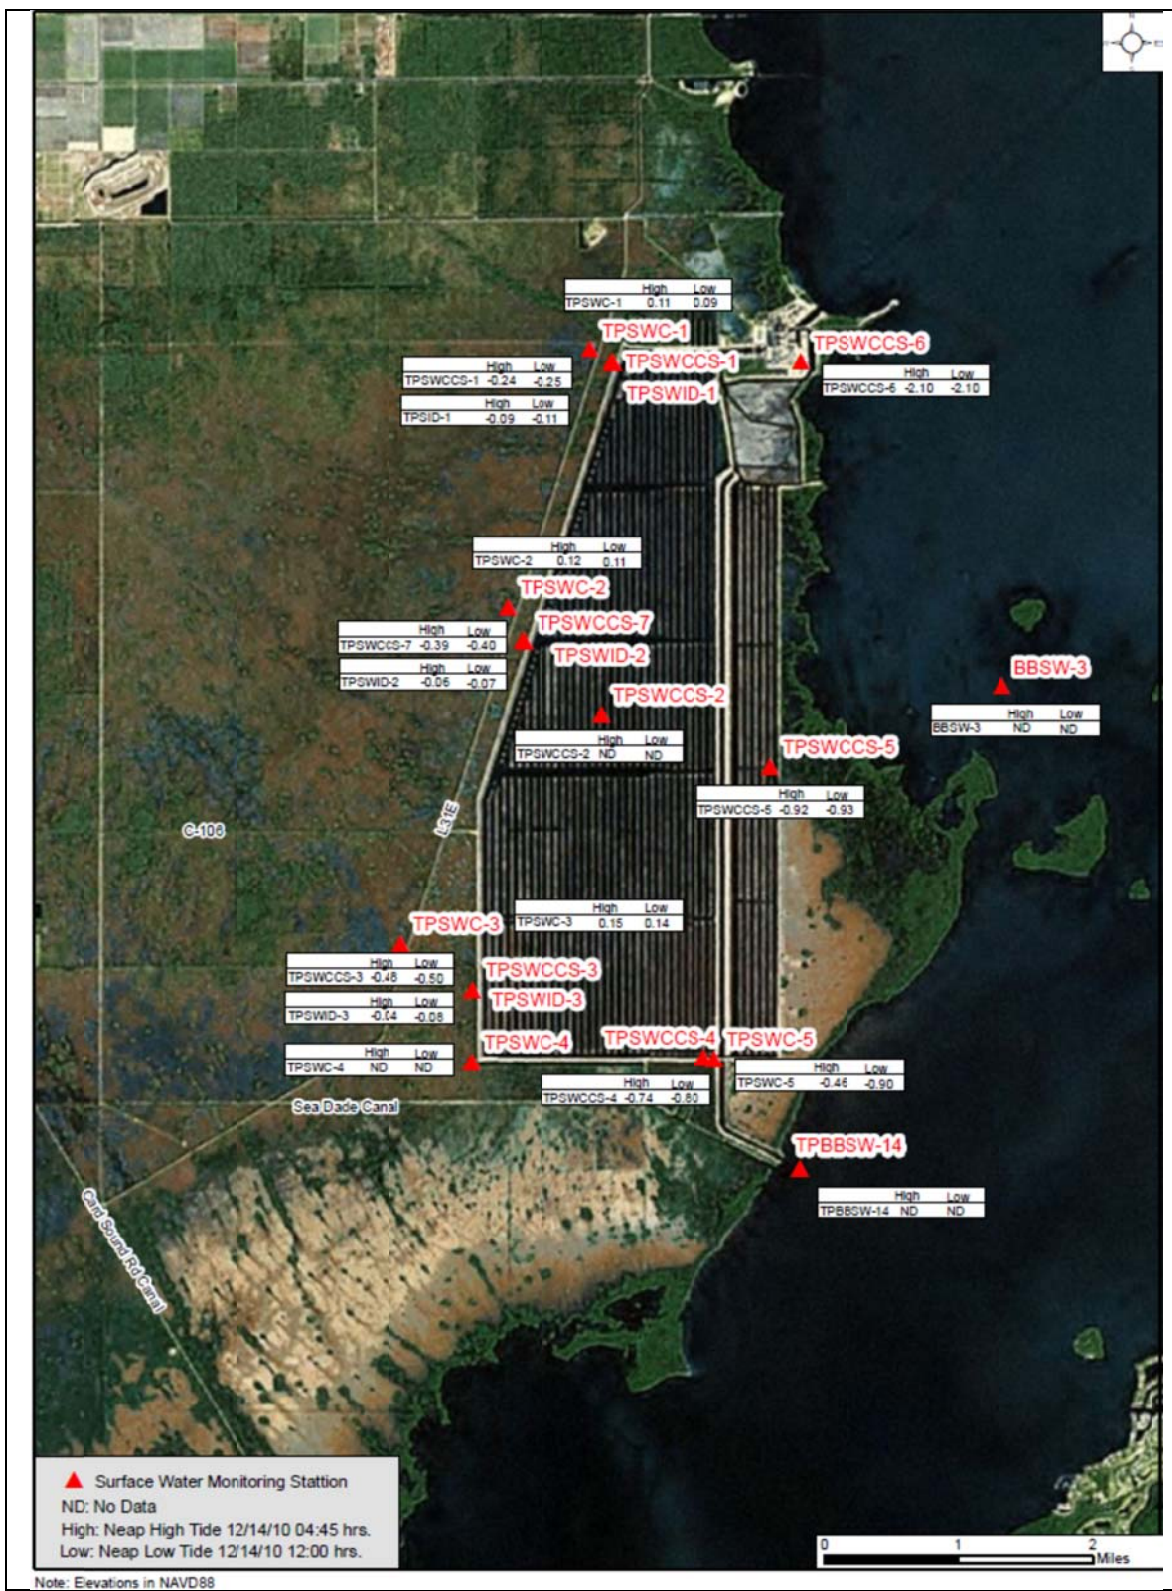 High Low
TPSWC-1 0.11 0.09
TPSWC-1
TPSWCCS-1
TPSWCCS-6
High Low
TPSWCCS-1 -0.24 -0.25
High Low
TPSWCCS-6 -2.10 -2.10
TPSWID-1
High Low
TPSID-1 -0.09 -0.11
High Low
TPSWC-2 0.12 0.11
TPSWC-2
TPSWCCS-7
High Low
TPSWCCS-7 -0.39 -0.40
TPSWID-2
High Low
TPSWID-2 -0.06 -0.07
BBSW-3
TPSWCCS-2
High Low
BBSW-3 ND ND
High Low
TPSWCCS-2 ND ND
TPSWCCS-5
High Low
TPSWCCS-5 -0.92 -0.93
L31E
C-106
High Low
TPSWC-3 0.15 0.14
TPSWC-3
High Low
TPSWCCS-3 -0.48 -0.50
TPSWCCS-3
TPSWID-3
High Low
TPSWID-3 -0.04 -0.08
TPSWC-4
TPSWCCS-4
TPSWC-5
High Low
TPSWC-4 ND ND
High Low
TPSWC-5 -0.46 -0.90
High Low
TPSWCCS-4 -0.74 -0.80
Sea Dade Canal
TPBBSW-14
High Low
TPBBSW-14 ND ND
Card Sound Rd Canal
Surface Water Monitoring Stattion
ND: No Data
High: Neap High Tide 12/14/10 04:45 hrs.
Low: Neap Low Tide 12/14/10 12:00 hrs.
0 1 2
Miles
Note: Elevations in NAVD88